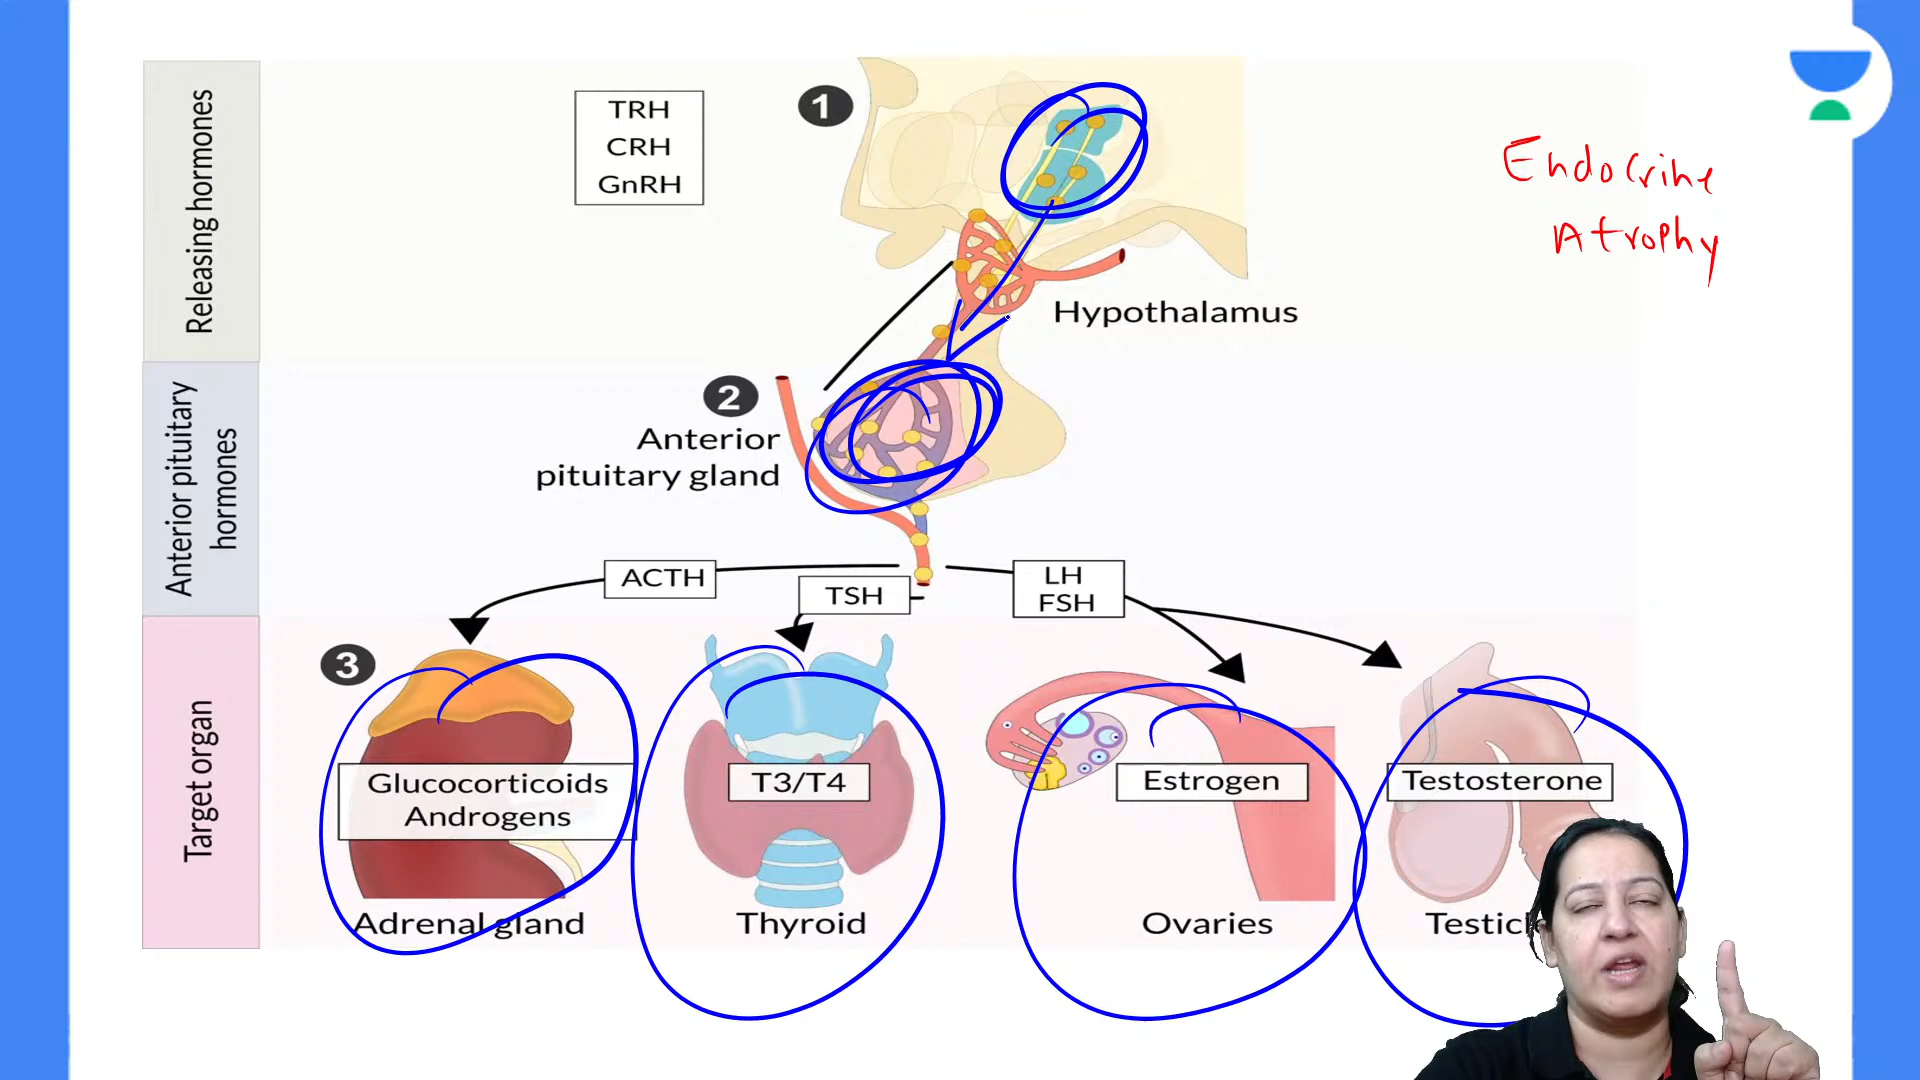 Releasing hormones
TRH
CRH
GnRH
1
Endocrine
Atrophy
Hypothalamus
Anterior pituitary
hormones
2
Anterior
pituitary gland
ACTH
TSH
LH
FSH
Target organ
3
Glucocorticoids
Androgens
T3/T4
Estrogen
Testosterone
Adrenal gland
Thyroid
Ovaries